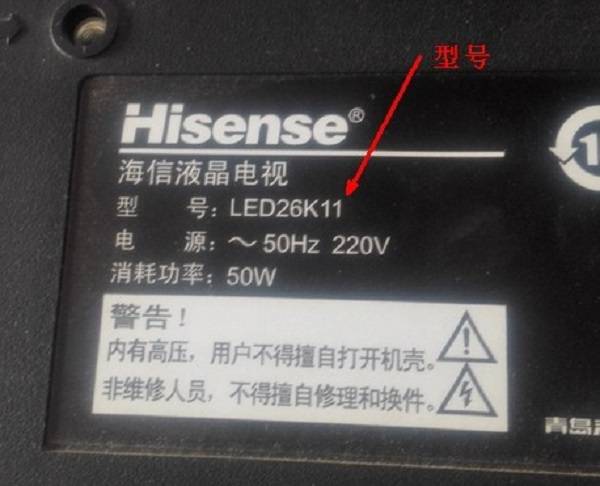 型号
Hisense®
海信液晶电视
型 号: LED26K11
电 源: ～ 50Hz 220V
消耗功率: 50W
警告！
内有高压，用户不得擅自打开机壳。
非维修人员，不得擅自修理和换件。
青岛